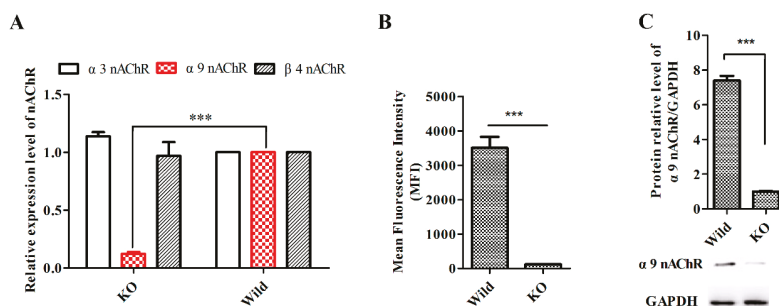 A
α 3 nAChR α 9 nAChR β 4 nAChR
Relative expression level of nAChR
1.5
1.0
0.5
0.0
***
KO Wild
B
Mean Fluorescence Intensity
(MFI)
5000
4000
3000
2000
1000
0
***
Wild KO
C
Protein relative level of
α 9 nAChR/GAPDH
8
6
4
2
0
***
Wild KO
α 9 nAChR
GAPDH